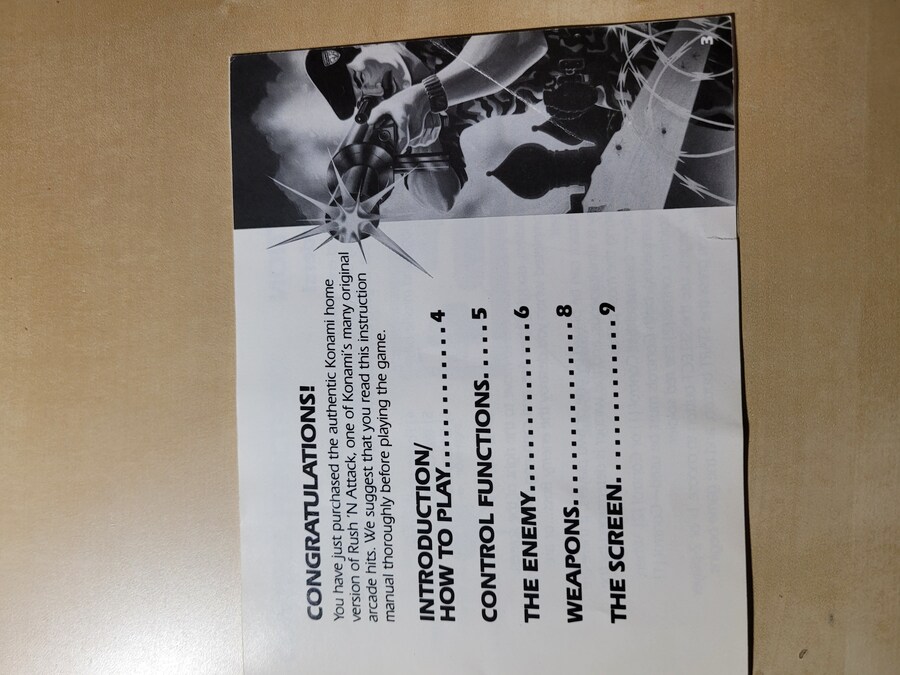 CONGRATULATIONS!
You have just purchased the authentic Konami home
version of Rush 'N Attack, one of Konami's many original
arcade hits. We suggest that you read this instruction
manual thoroughly before playing the game.
INTRODUCTION/
HOW TO PLAY............4
CONTROL FUNCTIONS.....5
THE ENEMY.................6
WEAPONS...................8
THE SCREEN................9
3